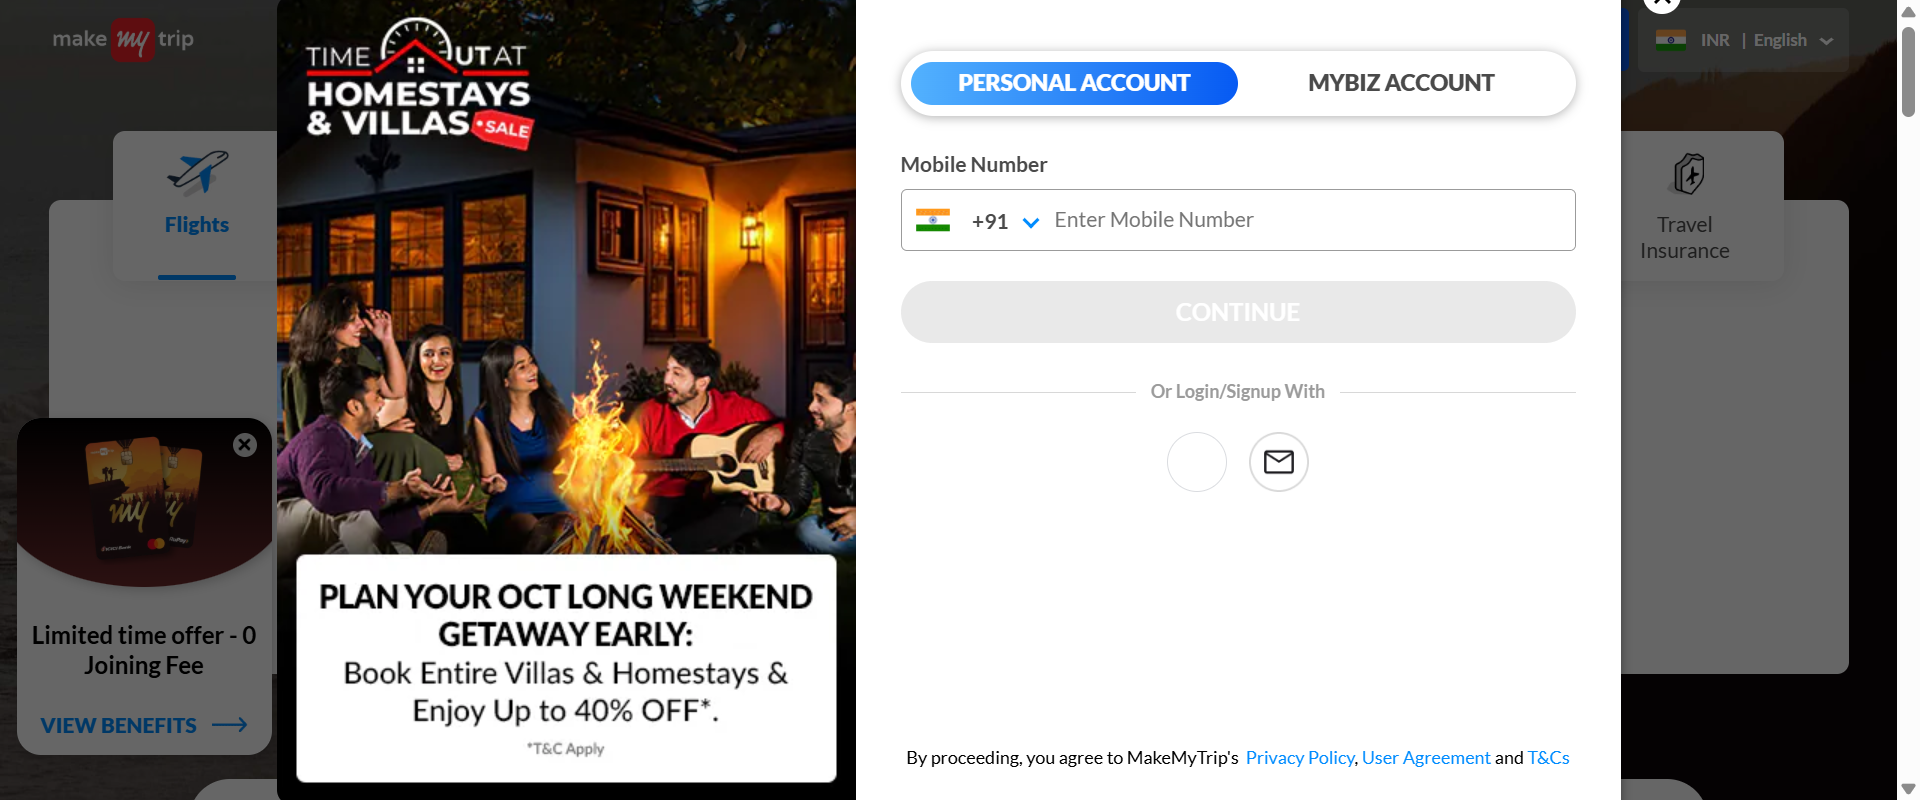 make my trip
INR | English
Flights
Travel
Insurance
Limited time offer - 0
Joining Fee
VIEW BENEFITS
TIME OUT AT
HOMESTAYS
& VILLAS SALE
PLAN YOUR OCT LONG WEEKEND
GETAWAY EARLY:
Book Entire Villas & Homestays &
Enjoy Up to 40% OFF*.
*T&C Apply
PERSONAL ACCOUNT
MYBIZ ACCOUNT
Mobile Number
+91 Enter Mobile Number
CONTINUE
Or Login/Signup With
By proceeding, you agree to MakeMyTrip's Privacy Policy, User Agreement and T&Cs